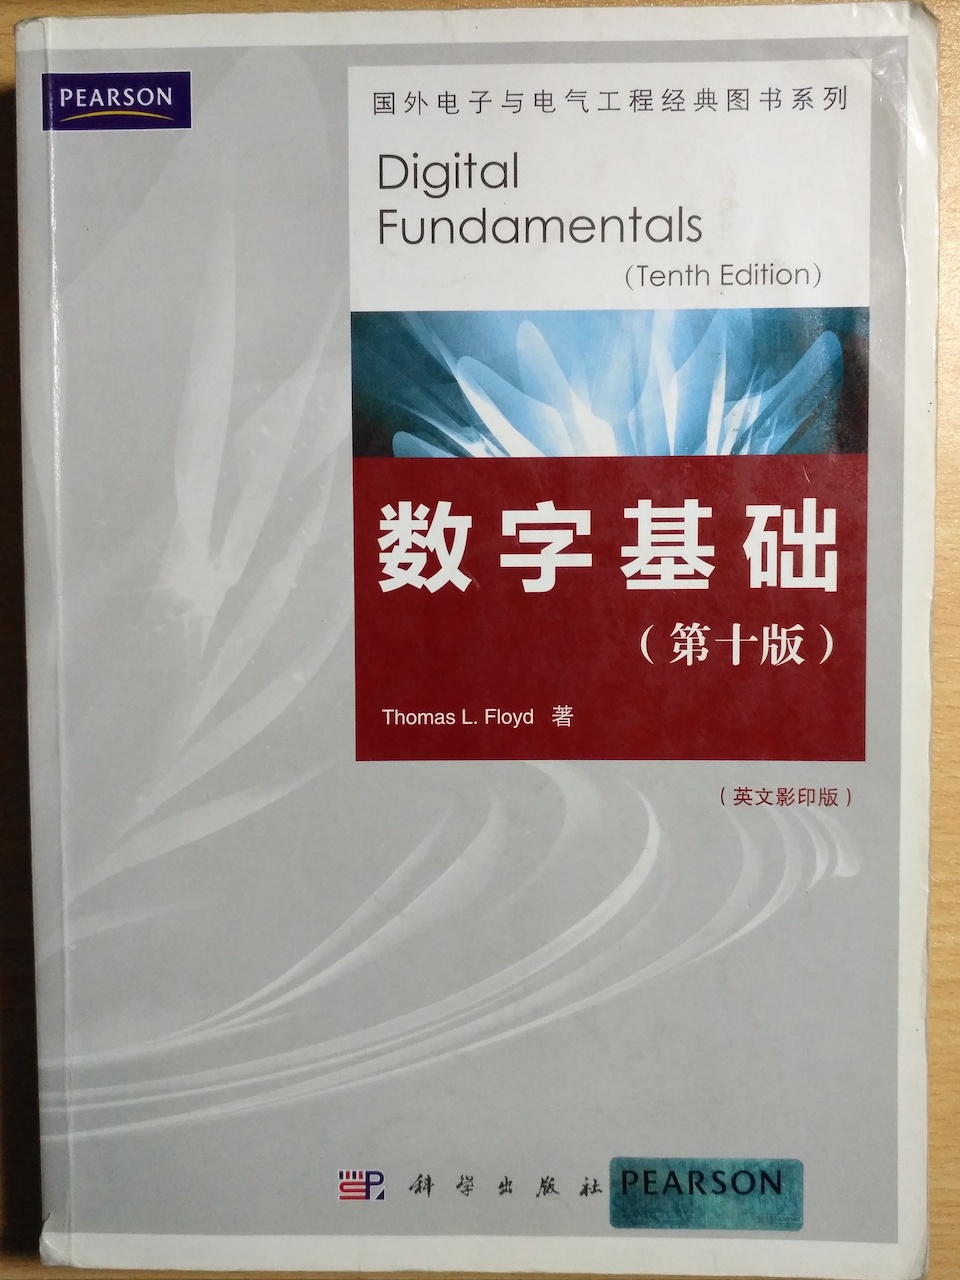 PEARSON
国外电子与电气工程经典图书系列
Digital
Fundamentals
(Tenth Edition)
数字基础
（第十版）
Thomas L. Floyd 著
（英文影印版）
SP 科学出版社 PEARSON